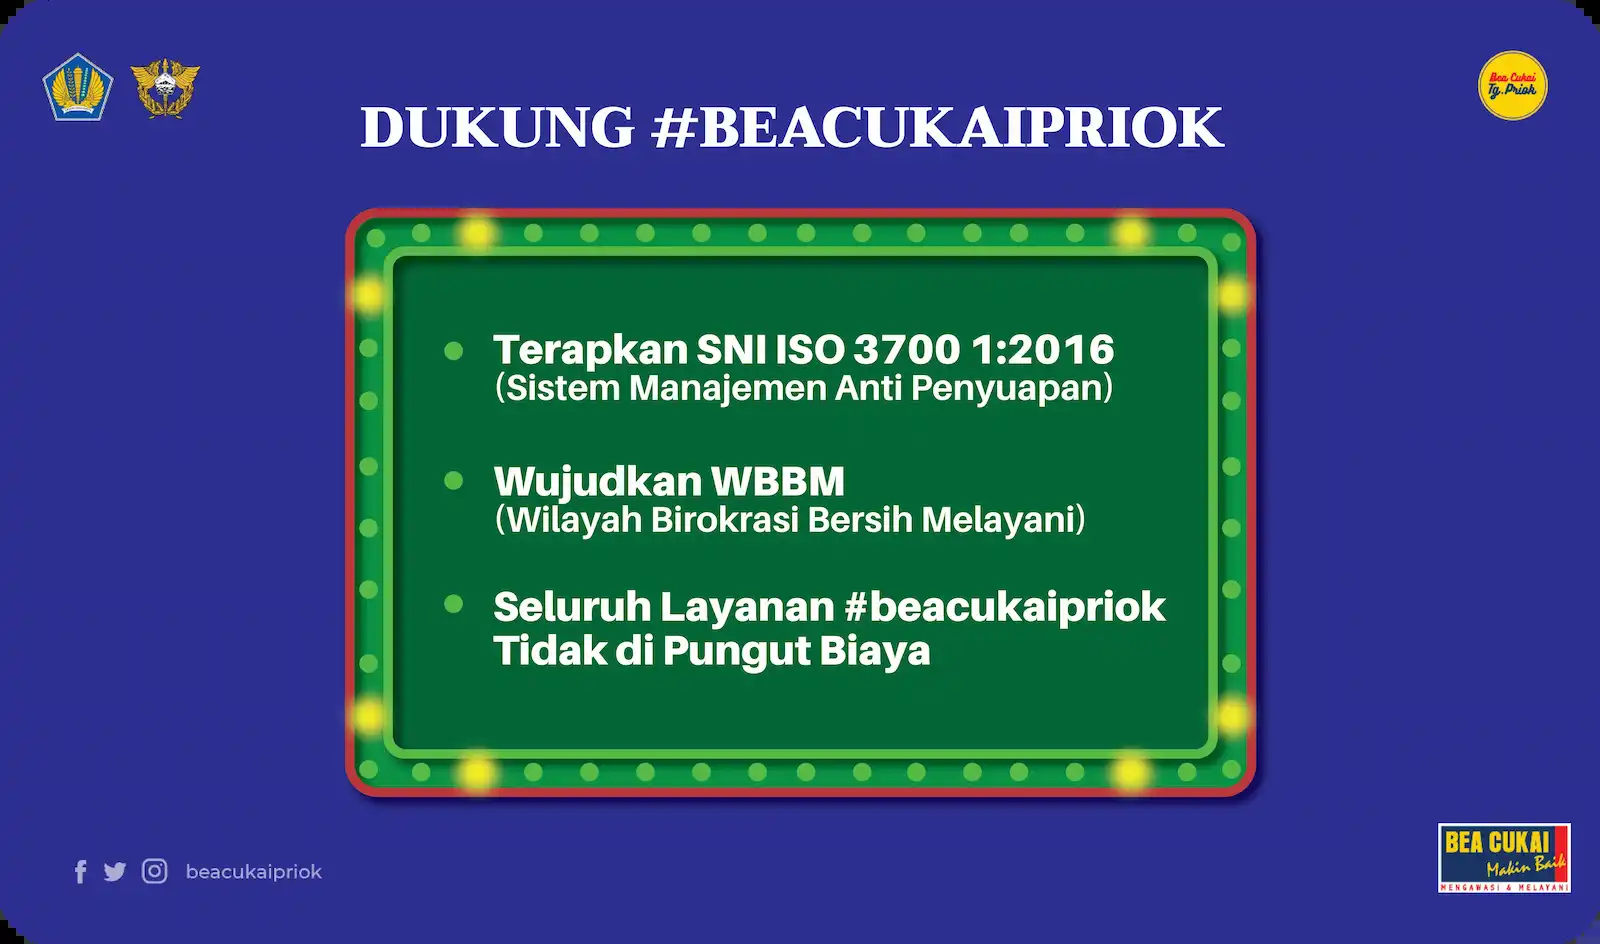 Bea Cukai
Tg. Priok
DUKUNG #BEACUKAIPRIOK
Terapkan SNI ISO 3700 1:2016
(Sistem Manajemen Anti Penyuapan)
Wujudkan WBBM
(Wilayah Birokrasi Bersih Melayani)
Seluruh Layanan #beacukaipriok
Tidak di Pungut Biaya
beacukaipriok
BEA CUKAI
Makin Baik
MENGAWASI & MELAYANI